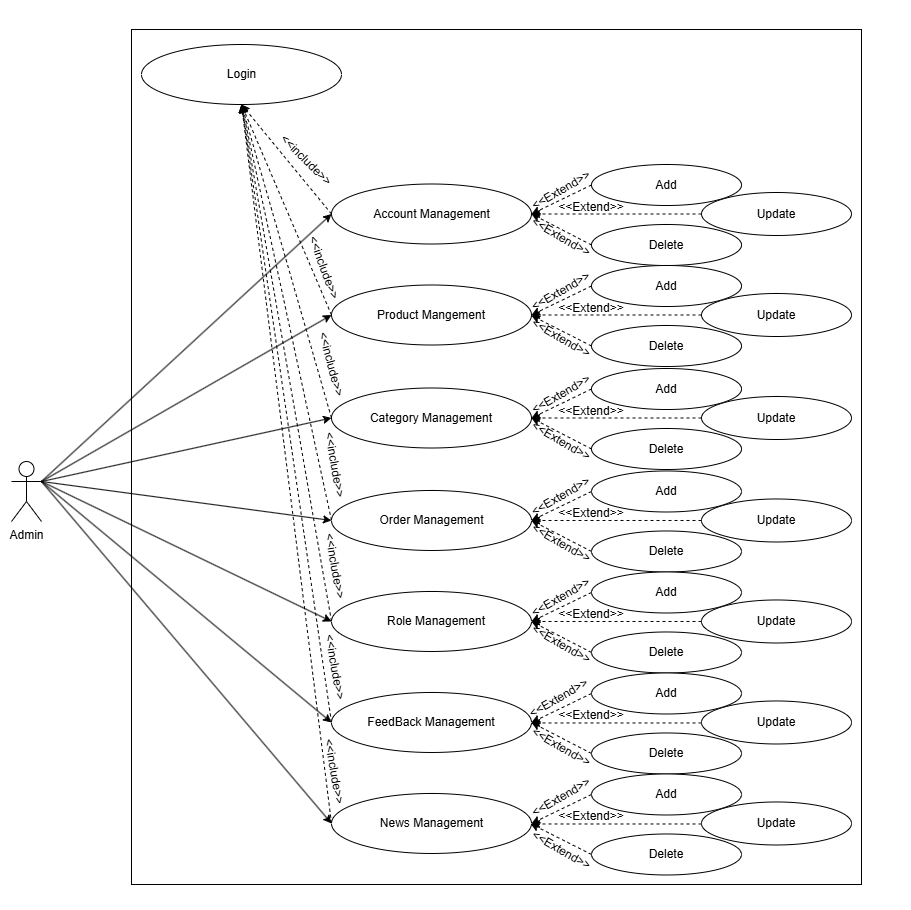 Login
<<include>>
Account Management
<<Extend>>
Add
<<Extend>>
Update
<<Extend>>
Delete
<<include>>
Product Mangement
<<Extend>>
Add
<<Extend>>
Update
<<Extend>>
Delete
<<include>>
Category Management
<<Extend>>
Add
<<Extend>>
Update
<<Extend>>
Delete
<<include>>
Order Management
<<Extend>>
Add
<<Extend>>
Update
<<Extend>>
Delete
Admin
<<include>>
Role Management
<<Extend>>
Add
<<Extend>>
Update
<<Extend>>
Delete
<<include>>
FeedBack Management
<<Extend>>
Add
<<Extend>>
Update
<<Extend>>
Delete
<<include>>
News Management
<<Extend>>
Add
<<Extend>>
Update
<<Extend>>
Delete